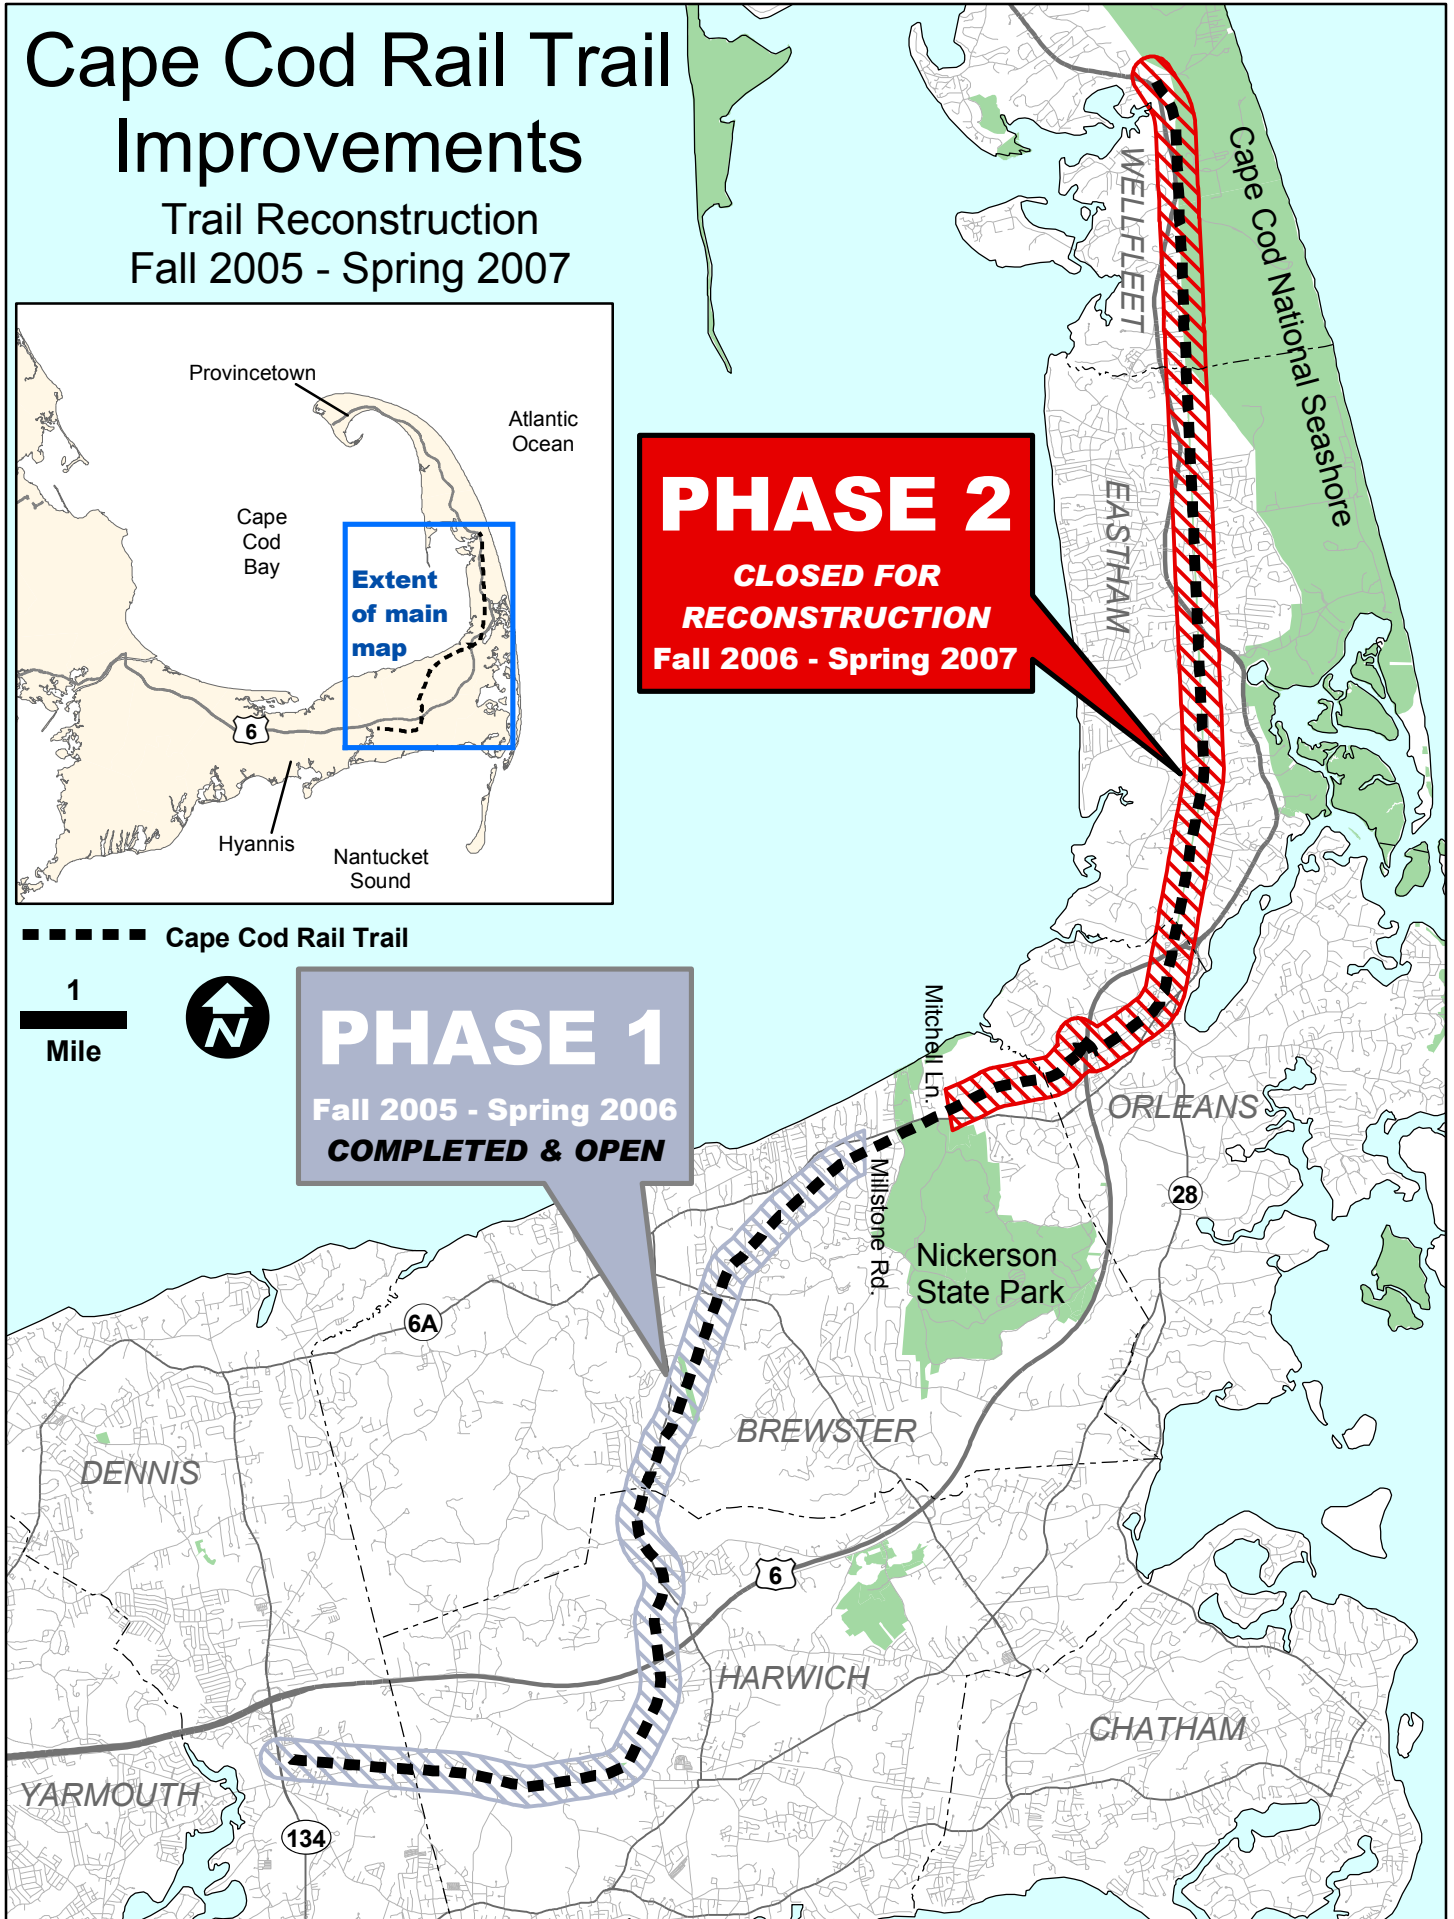 Cape Cod Rail Trail
Improvements
Trail Reconstruction
Fall 2005 - Spring 2007
Provincetown
Atlantic
Ocean
Cape
Cod
Bay
Extent
of main
map
6
Hyannis
Nantucket
Sound
Cape Cod Rail Trail
1
Mile
N
PHASE 1
Fall 2005 - Spring 2006
COMPLETED & OPEN
PHASE 2
CLOSED FOR
RECONSTRUCTION
Fall 2006 - Spring 2007
WELLFLEET
Cape Cod National Seashore
EASTHAM
Mitchell Ln.
ORLEANS
Millstone Rd.
28
Nickerson
State Park
6A
BREWSTER
DENNIS
6
HARWICH
CHATHAM
YARMOUTH
134